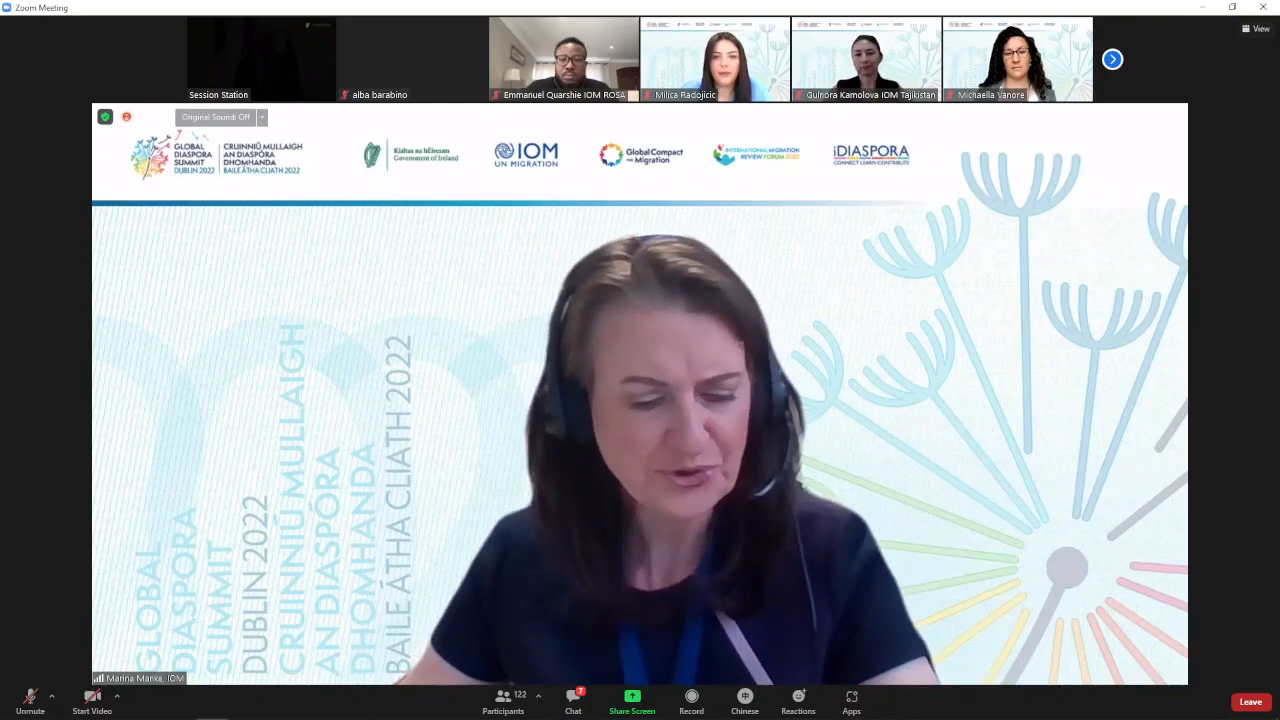 Zoom Meeting
View
Session Station
alba barabino
Emmanuel Quarshie IOM ROSA
Milica Radojicic
Gulnora Kamolova IOM Tajikistan
Michaella Vanore
Original Sound: Off
GLOBAL
DIASPORA
SUMMIT
DUBLIN 2022
CRUINNIÚ MULLAIGH
AN DIASPÓRA
DHOMHANDA
BAILE ÁTHA CLIATH 2022
Rialtas na hÉireann
Government of Ireland
IOM
UN MIGRATION
Global Compact
for Migration
INTERNATIONAL MIGRATION
REVIEW FORUM 2022
iDIASPORA
CONNECT LEARN CONTRIBUTE
GLOBAL
DIASPORA
SUMMIT
DUBLIN 2022
CRUINNIÚ MULLAIGH
AN DIASPÓRA
DHOMHANDA
BAILE ÁTHA CLIATH 2022
Marina Manke, IOM
Unmute
Start Video
122
Participants
7
Chat
Share Screen
Record
Chinese
Reactions
Apps
Leave